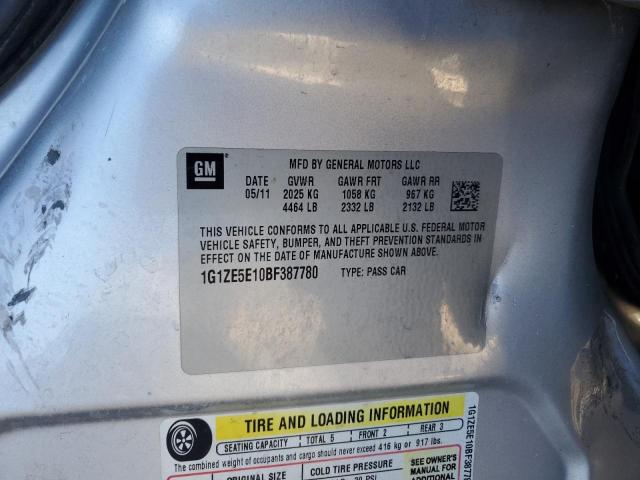 GM
MFD BY GENERAL MOTORS LLC
DATE GVWR GAWR FRT GAWR RR
05/11 2025 KG 1058 KG 967 KG
4464 LB 2332 LB 2132 LB
THIS VEHICLE CONFORMS TO ALL APPLICABLE U.S. FEDERAL MOTOR
VEHICLE SAFETY, BUMPER, AND THEFT PREVENTION STANDARDS IN
EFFECT ON THE DATE OF MANUFACTURE SHOWN ABOVE.
1G1ZE5E10BF387780 TYPE: PASS CAR
TIRE AND LOADING INFORMATION
SEATING CAPACITY TOTAL 5 FRONT 2 REAR 3
The combined weight of occupants and cargo should never exceed 416 kg or 917 lbs.
COLD TIRE PRESSURE
SEE OWNER'S
MANUAL FOR
ADDITIONAL
1G1ZE5E10BF38778